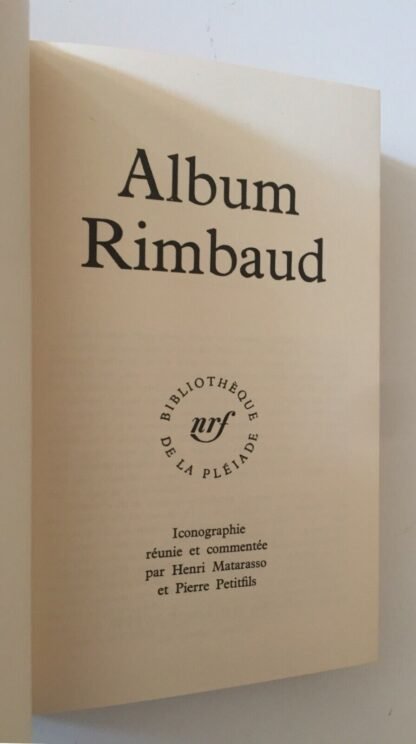 Album
Rimbaud
BIBLIOTHÈQUE
DE LA PLÉIADE
nrf
Iconographie
réunie et commentée
par Henri Matarasso
et Pierre Petitfils